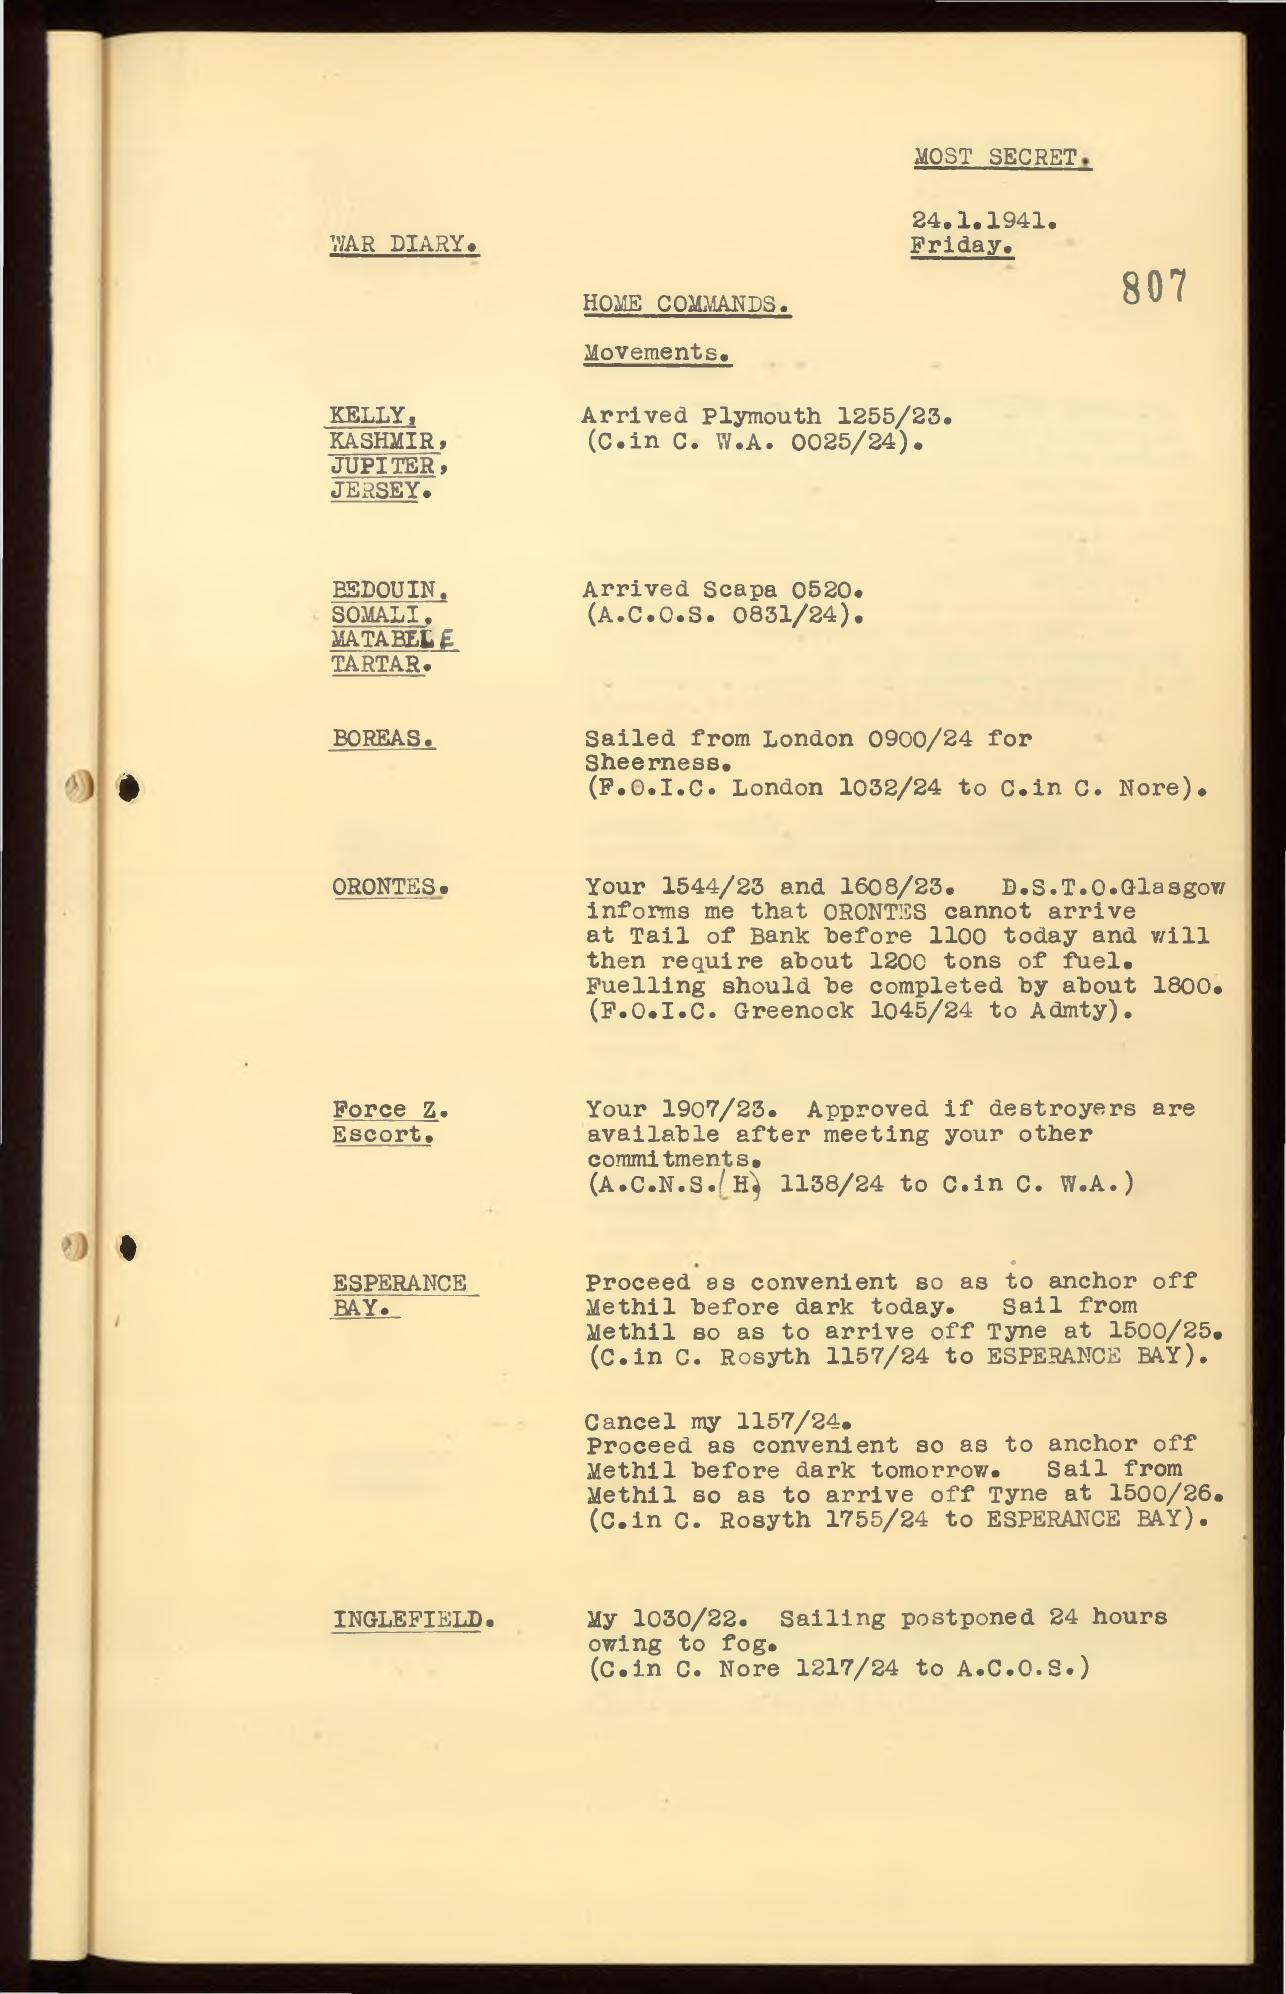 MOST SECRET.
24.1.1941.
WAR DIARY.
Friday.
807
HOME COMMANDS.
Movements.
KELLY,
KASHMIR,
JUPITER,
JERSEY.
Arrived Plymouth 1255/23.
(C.in C. W.A. 0025/24).
BEDOUIN.
SOMALI.
MATABELE
TARTAR.
Arrived Scapa 0520.
(A.C.O.S. 0831/24).
BOREAS.
Sailed from London 0900/24 for
Sheerness.
(F.O.I.C. London 1032/24 to C.in C. Nore).
ORONTES.
Your 1544/23 and 1608/23. D.S.T.O.Glasgow
informs me that ORONTES cannot arrive
at Tail of Bank before 1100 today and will
then require about 1200 tons of fuel.
Fuelling should be completed by about 1800.
(F.O.I.C. Greenock 1045/24 to Admty).
Force Z.
Escort.
Your 1907/23. Approved if destroyers are
available after meeting your other
commitments.
(A.C.N.S.(H) 1138/24 to C.in C. W.A.)
ESPERANCE
BAY.
Proceed as convenient so as to anchor off
Methil before dark today. Sail from
Methil so as to arrive off Tyne at 1500/25.
(C.in C. Rosyth 1157/24 to ESPERANCE BAY).
Cancel my 1157/24.
Proceed as convenient so as to anchor off
Methil before dark tomorrow. Sail from
Methil so as to arrive off Tyne at 1500/26.
(C.in C. Rosyth 1755/24 to ESPERANCE BAY).
INGLEFIELD.
My 1030/22. Sailing postponed 24 hours
owing to fog.
(C.in C. Nore 1217/24 to A.C.O.S.)